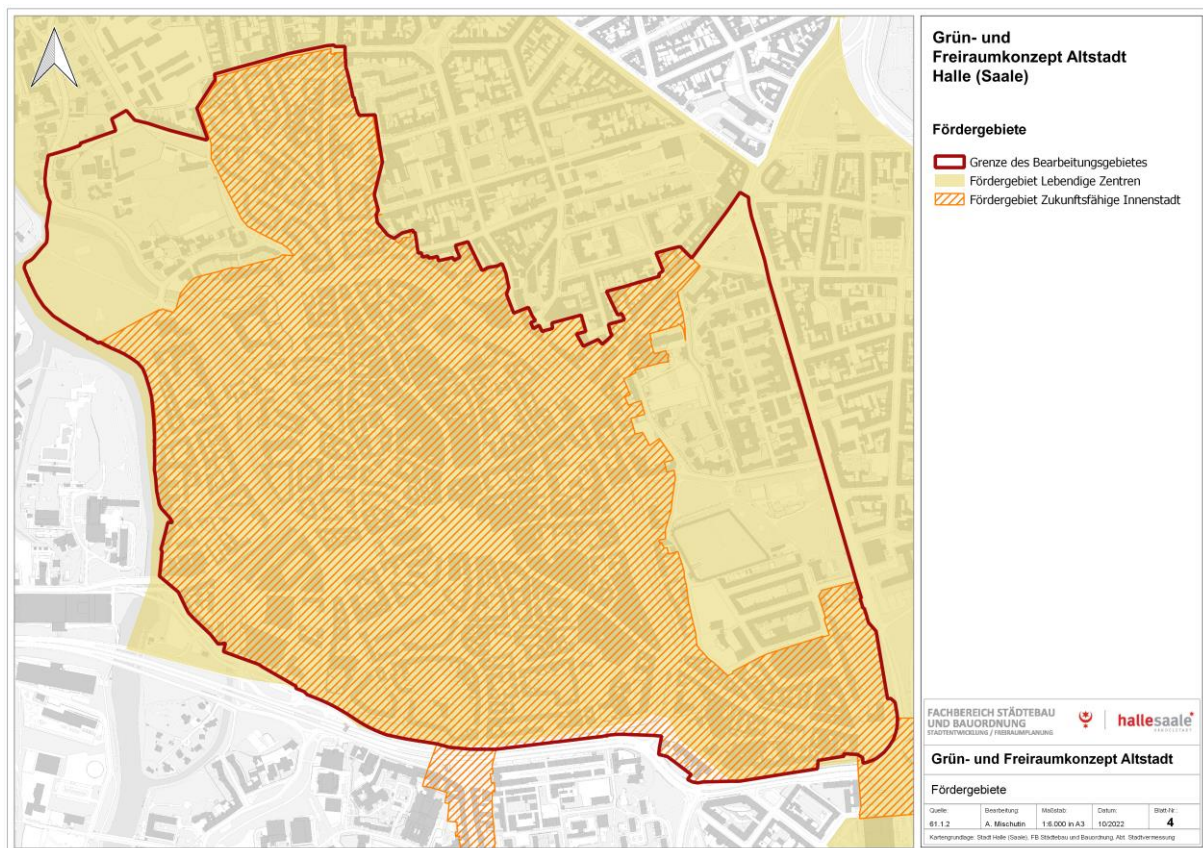 Grün- und
Freiraumkonzept Altstadt
Halle (Saale)
Fördergebiete
Grenze des Bearbeitungsgebietes
Fördergebiet Lebendige Zentren
Fördergebiet Zukunftsfähige Innenstadt
FACHBEREICH STÄDTEBAU
UND BAUORDNUNG
STADTENTWICKLUNG / FREIRAUMPLANUNG
hallesaale*
HÄNDELSTADT
Grün- und Freiraumkonzept Altstadt
Fördergebiete
Quelle: Bearbeitung: Maßstab: Datum: Blatt-Nr.:
61.1.2 A. Mischutin 1:6.000 in A3 10/2022 4
Kartengrundlage: Stadt Halle (Saale), FB Städtebau und Bauordnung, Abt. Stadtvermessung